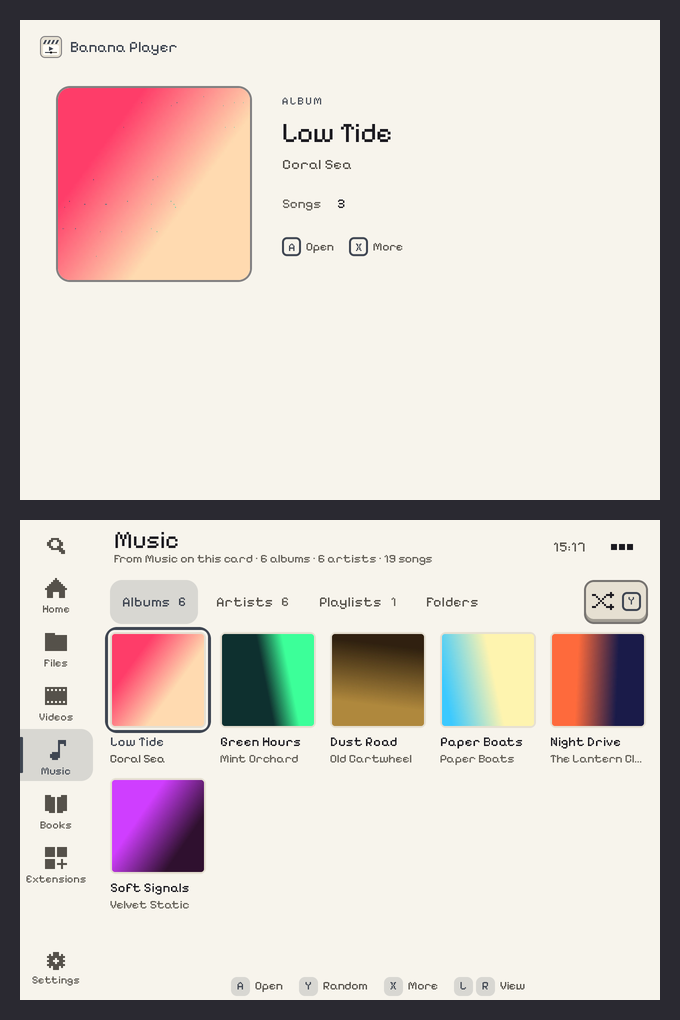 Banana Player
ALBUM
Low Tide
Coral Sea
Songs 3
A Open X More
Music
From Music on this card · 6 albums · 6 artists · 19 songs
15:17
Home
Files
Videos
Music
Books
Extensions
Settings
Albums 6 Artists 6 Playlists 1 Folders
Y
Low Tide
Coral Sea
Green Hours
Mint Orchard
Dust Road
Old Cartwheel
Paper Boats
Paper Boats
Night Drive
The Lantern Cl...
Soft Signals
Velvet Static
A Open Y Random X More L R View